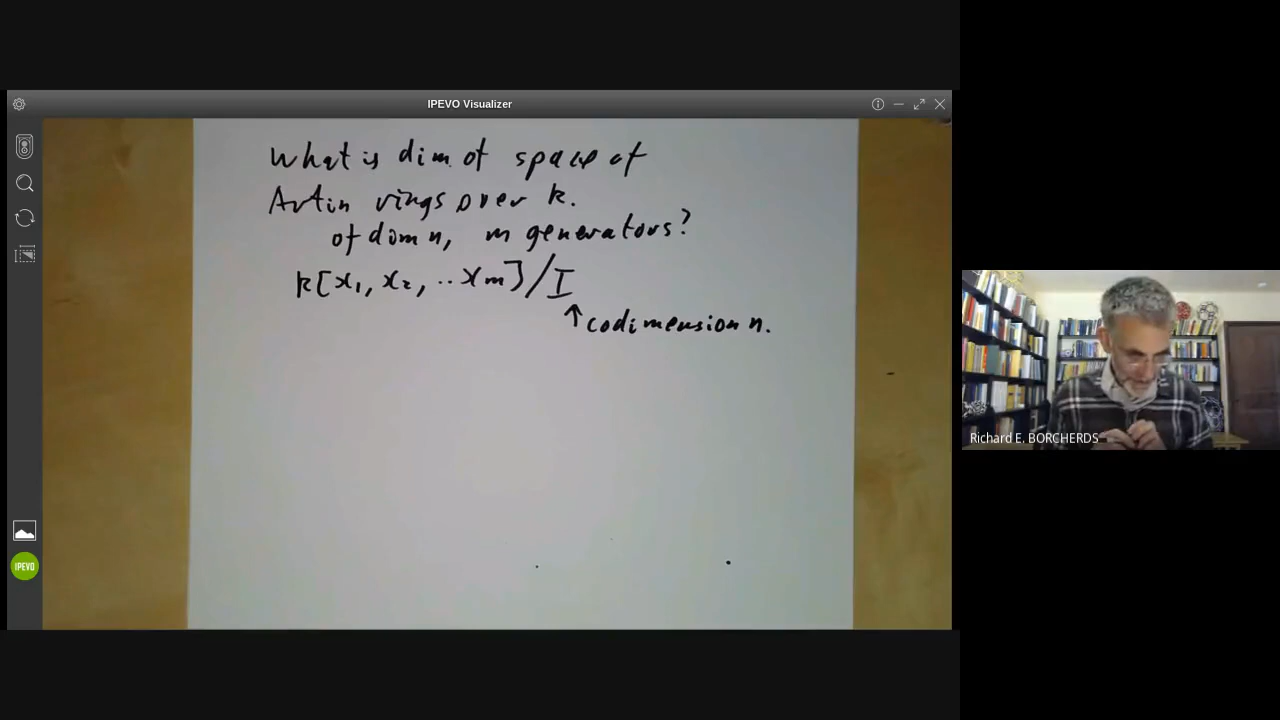 IPEVO Visualizer
What is dim of space of
Artin rings over k.
of dim n, m generators?
k[x₁, x₂, ..xm]/I
↑ codimension n.
Richard E. BORCHERDS
IPEVO